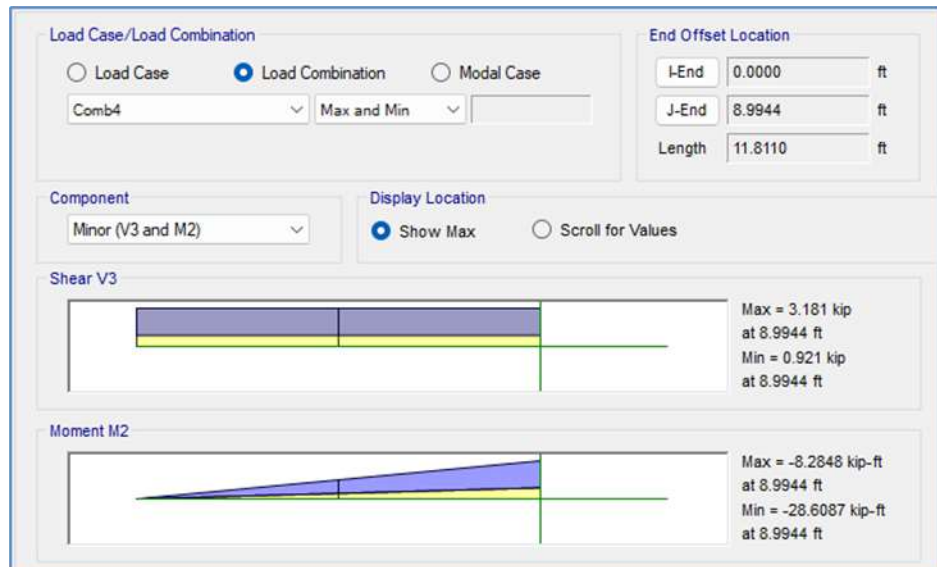 Load Case/Load Combination
Load Case Load Combination Modal Case
Comb4 Max and Min
End Offset Location
I-End 0.0000 ft
J-End 8.9944 ft
Length 11.8110 ft
Component
Minor (V3 and M2)
Display Location
Show Max Scroll for Values
Shear V3
Max = 3.181 kip
at 8.9944 ft
Min = 0.921 kip
at 8.9944 ft
Moment M2
Max = -8.2848 kip-ft
at 8.9944 ft
Min = -28.6087 kip-ft
at 8.9944 ft